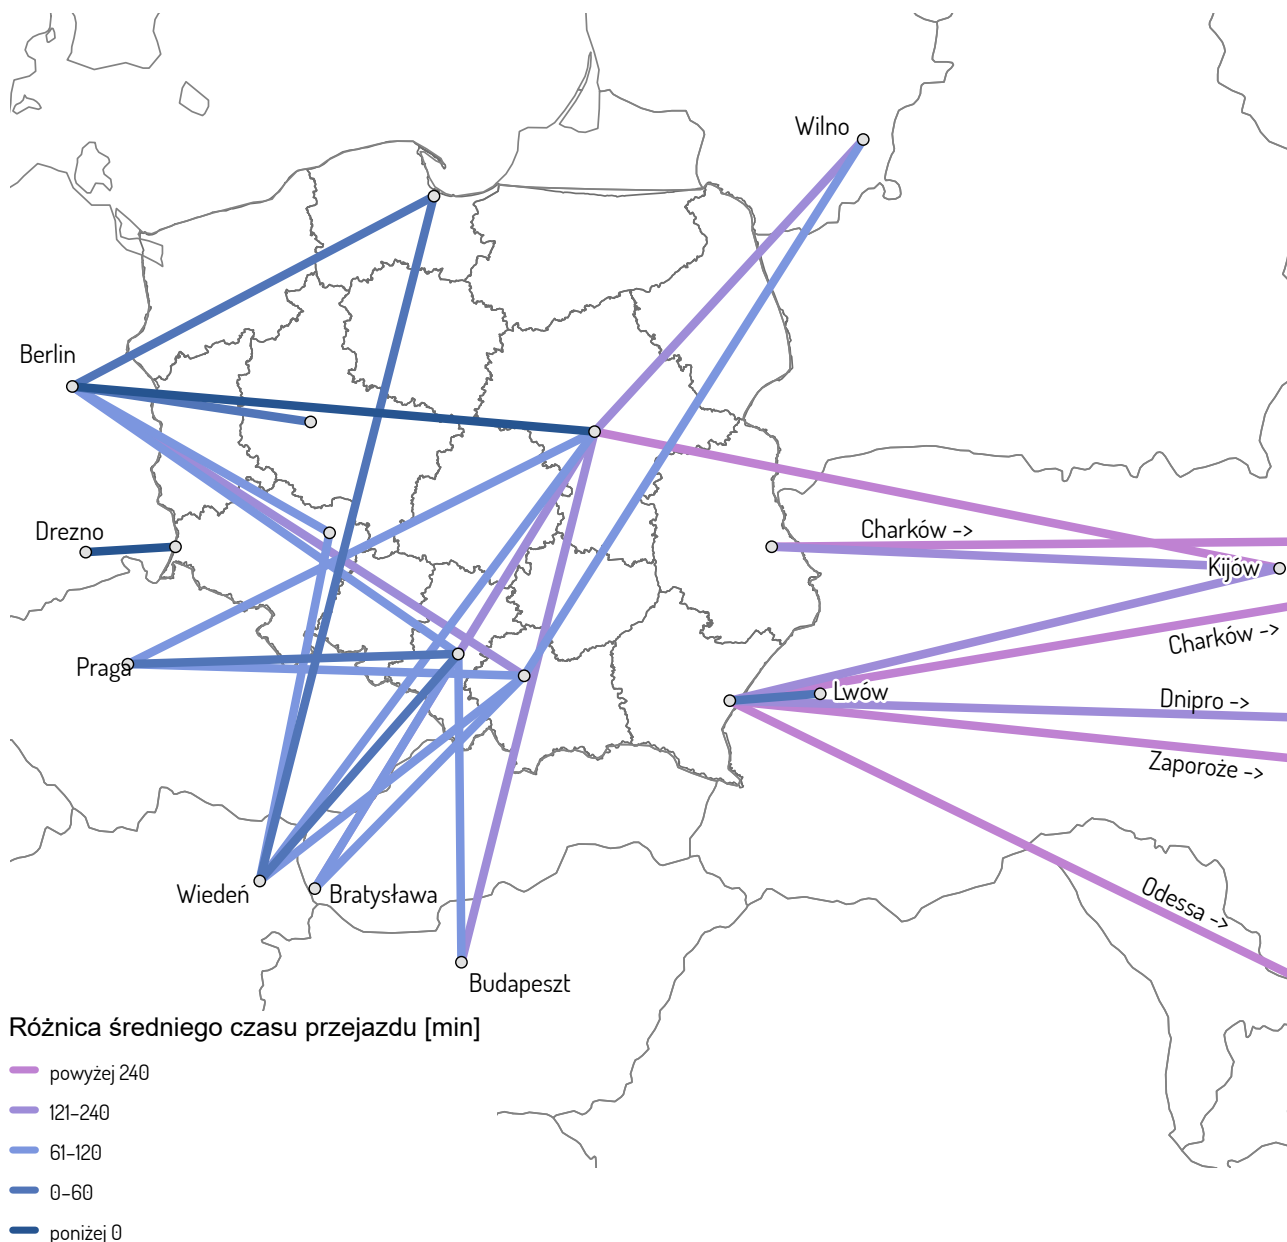 Wilno
Berlin
Drezno
Charków ->
Kijów
Charków ->
Praga
Lwów
Dnipro ->
Zaporoże ->
Wiedeń
Bratysława
Odessa ->
Budapeszt
Różnica średniego czasu przejazdu [min]
powyżej 240
121–240
61–120
0–60
poniżej 0